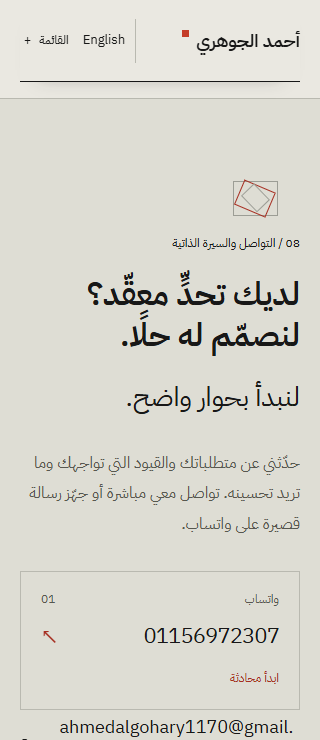 أحمد الجوهري
English
القائمة +
08 / التواصل والسيرة الذاتية
لديك تحدٍّ معقّد؟
لنصمّم له حلًا.
لنبدأ بحوار واضح.
حدّثني عن متطلباتك والقيود التي تواجهك وما
تريد تحسينه. تواصل معي مباشرة أو جهّز رسالة
قصيرة على واتساب.
واتساب
01
01156972307
↖
ابدأ محادثة
ahmedalgohary1170@gmail.